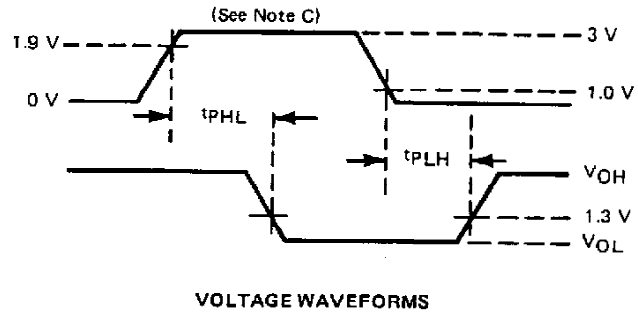 (See Note C)
1.9 V
3 V
0 V
1.0 V
tPHL
tPLH
VOH
1.3 V
VOL
VOLTAGE WAVEFORMS